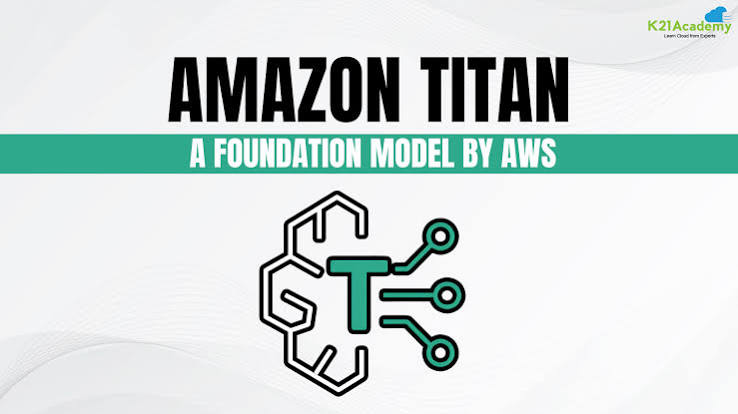 K21Academy
Learn Cloud from Experts
AMAZON TITAN
A FOUNDATION MODEL BY AWS
T